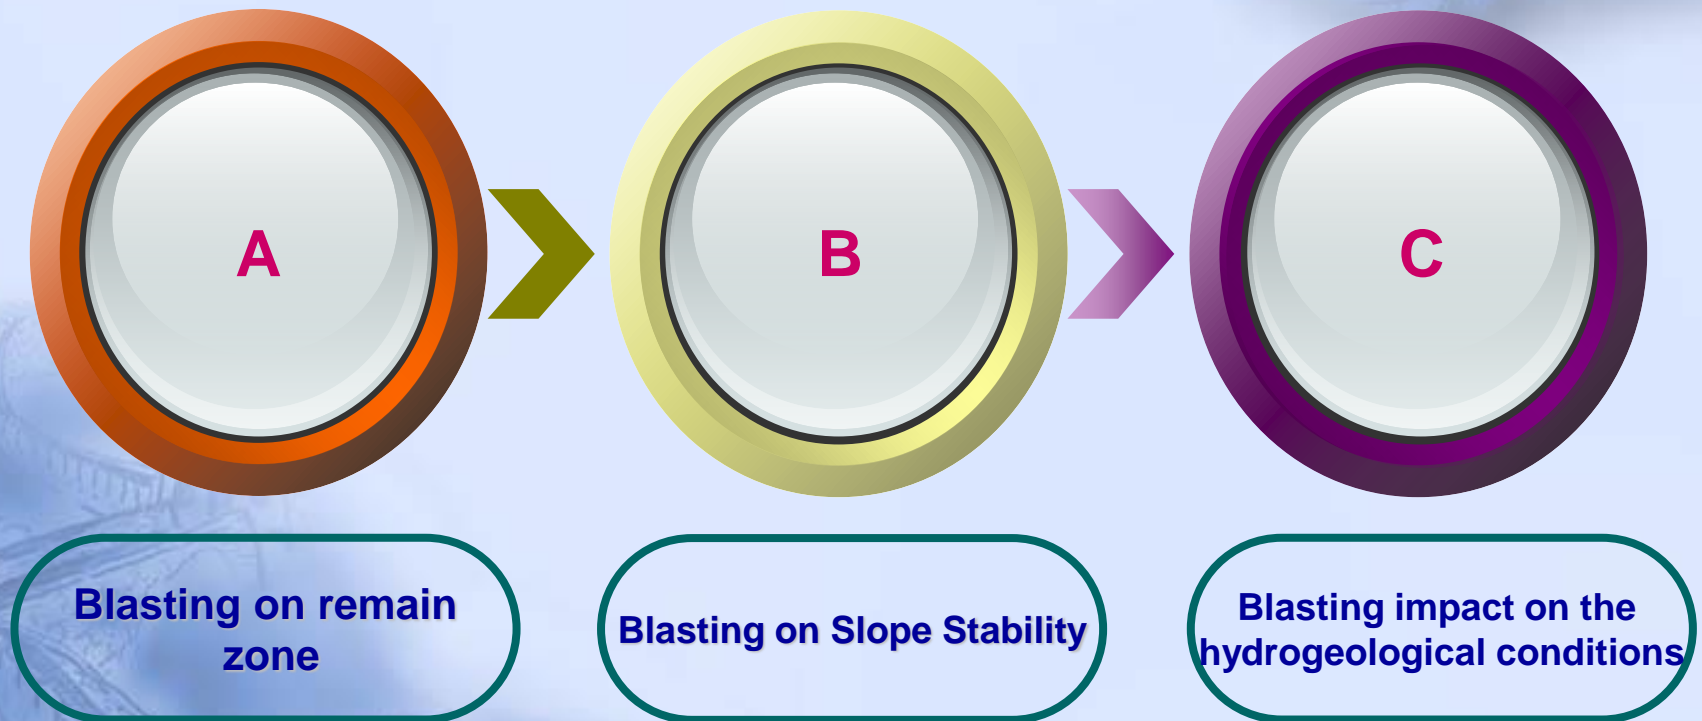 A
B
C
Blasting on remain
zone
Blasting on Slope Stability
Blasting impact on the
hydrogeological conditions